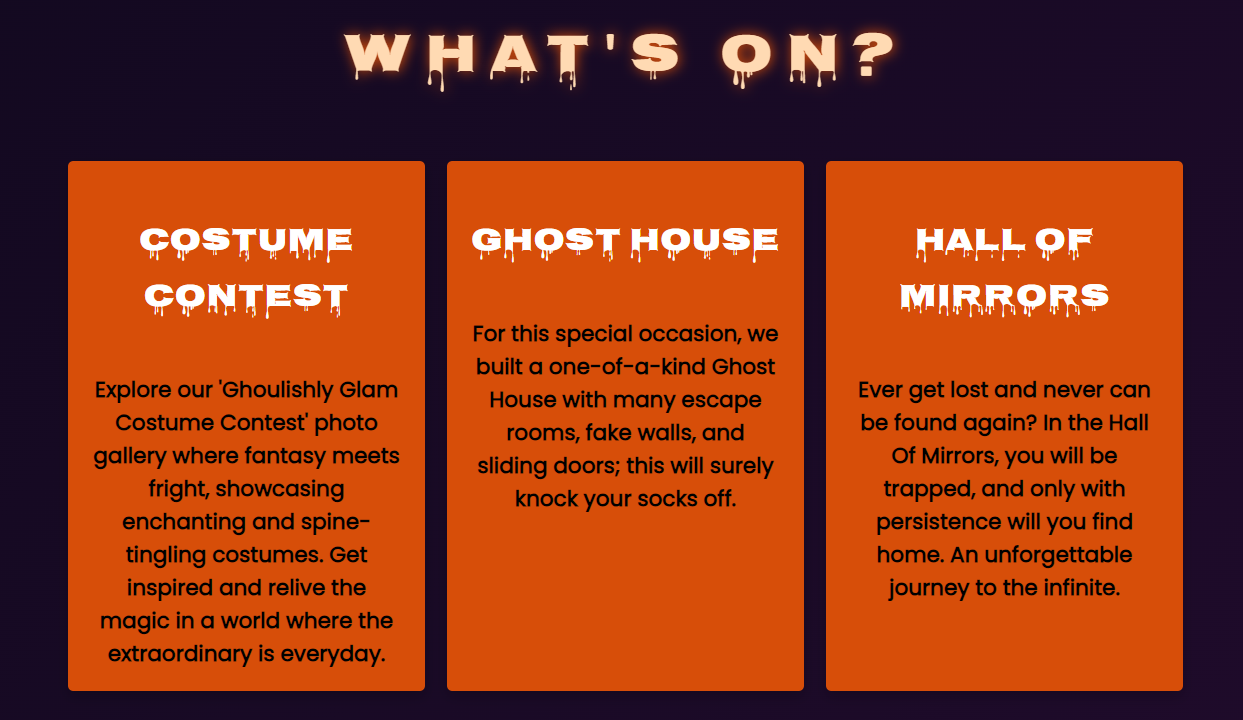 WHAT'S ON?
COSTUME
CONTEST
Explore our 'Ghoulishly Glam
Costume Contest' photo
gallery where fantasy meets
fright, showcasing
enchanting and spine-
tingling costumes. Get
inspired and relive the
magic in a world where the
extraordinary is everyday.
GHOST HOUSE
For this special occasion, we
built a one-of-a-kind Ghost
House with many escape
rooms, fake walls, and
sliding doors; this will surely
knock your socks off.
HALL OF
MIRRORS
Ever get lost and never can
be found again? In the Hall
Of Mirrors, you will be
trapped, and only with
persistence will you find
home. An unforgettable
journey to the infinite.